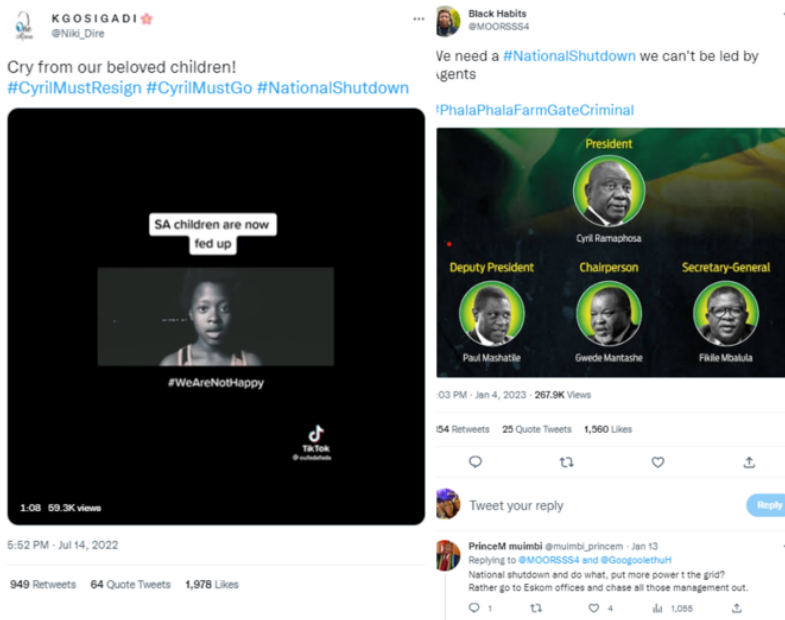 KGOSIGADI🌸
@Niki_Dire
Cry from our beloved children!
#CyrilMustResign #CyrilMustGo #NationalShutdown
SA children are now
fed up
#WeAreNotHappy
TikTok
1:08 59.3K views
5:52 PM · Jul 14, 2022
949 Retweets 64 Quote Tweets 1,978 Likes
Black Habits
@MOORSSS4
We need a #NationalShutdown we can't be led by
Agents
#PhalaPhalaFarmGateCriminal
President
Cyril Ramaphosa
Deputy President Chairperson Secretary-General
Paul Mashatile Gwede Mantashe Fikile Mbalula
:03 PM · Jan 4, 2023 · 267.9K Views
354 Retweets 25 Quote Tweets 1,560 Likes
Tweet your reply
Reply
PrinceM muimbi @muimbi_princem · Jan 13
Replying to @MOORSSS4 and @GoogoolethuH
National shutdown and do what, put more power t the grid?
Rather go to Eskom offices and chase all those management out.
1 4 1,055